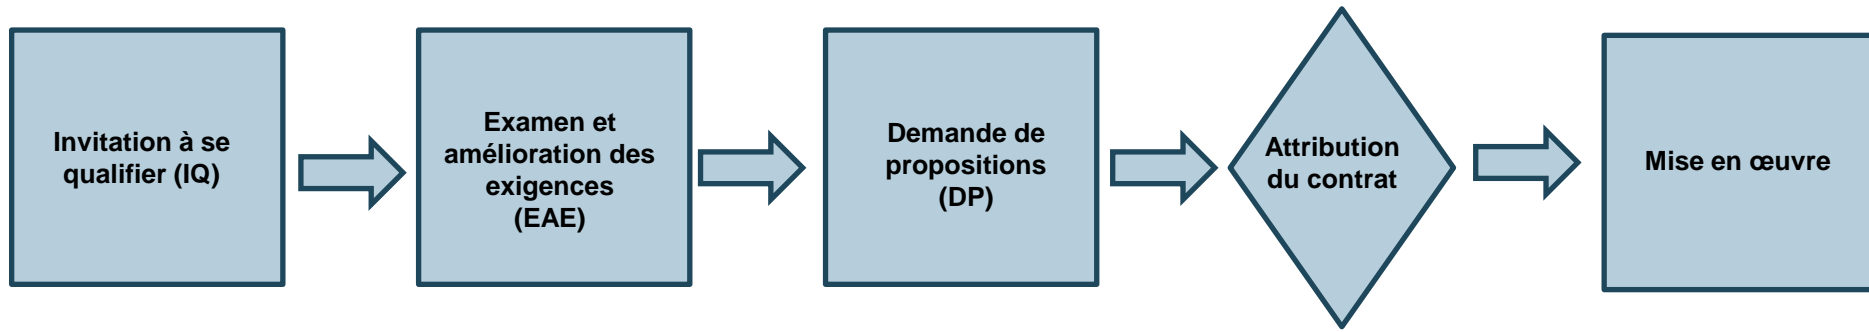 Invitation à se
qualifier (IQ)
Examen et
amélioration des
exigences
(EAE)
Demande de
propositions
(DP)
Attribution
du contrat
Mise en œuvre